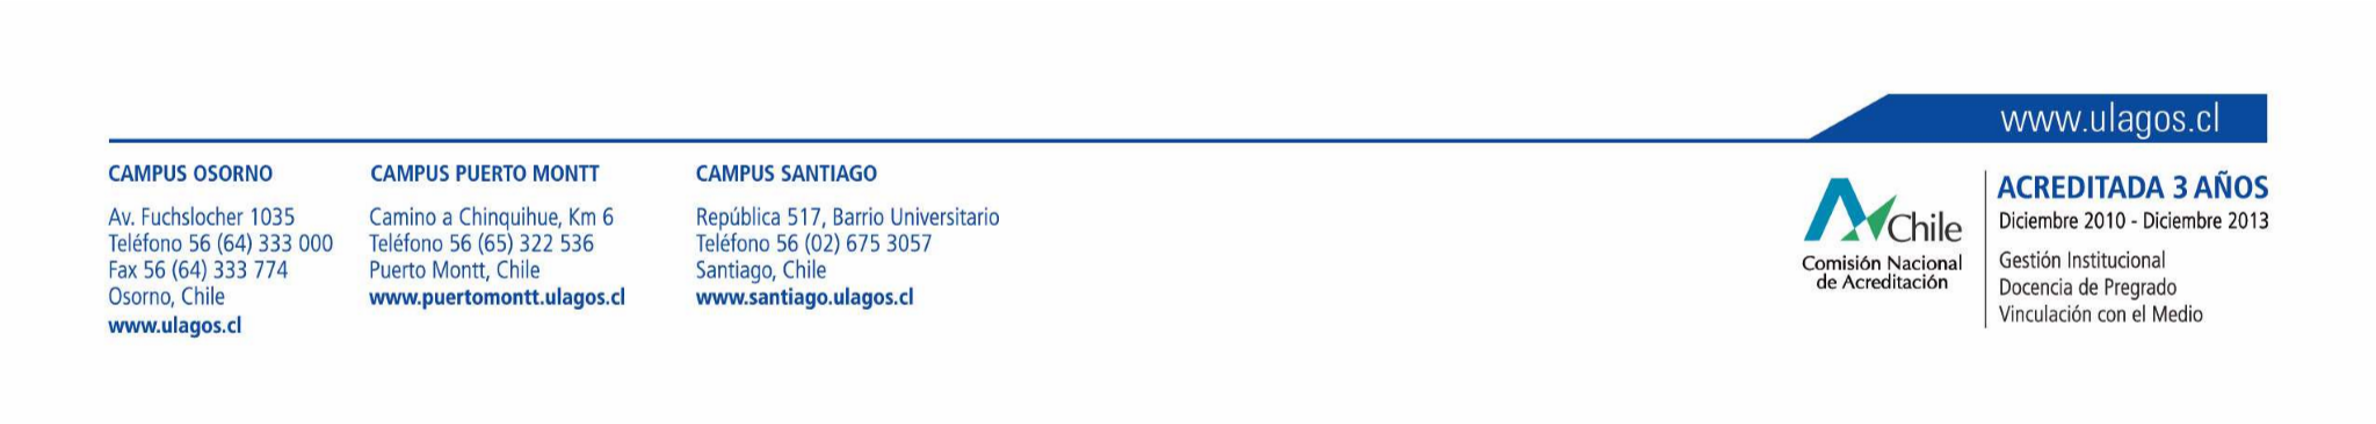 www.ulagos.cl
CAMPUS OSORNO
Av. Fuchslocher 1035
Teléfono 56 (64) 333 000
Fax 56 (64) 333 774
Osorno, Chile
www.ulagos.cl
CAMPUS PUERTO MONTT
Camino a Chinquihue, Km 6
Teléfono 56 (65) 322 536
Puerto Montt, Chile
www.puertomontt.ulagos.cl
CAMPUS SANTIAGO
República 517, Barrio Universitario
Teléfono 56 (02) 675 3057
Santiago, Chile
www.santiago.ulagos.cl
Chile
Comisión Nacional
de Acreditación
ACREDITADA 3 AÑOS
Diciembre 2010 - Diciembre 2013
Gestión Institucional
Docencia de Pregrado
Vinculación con el Medio